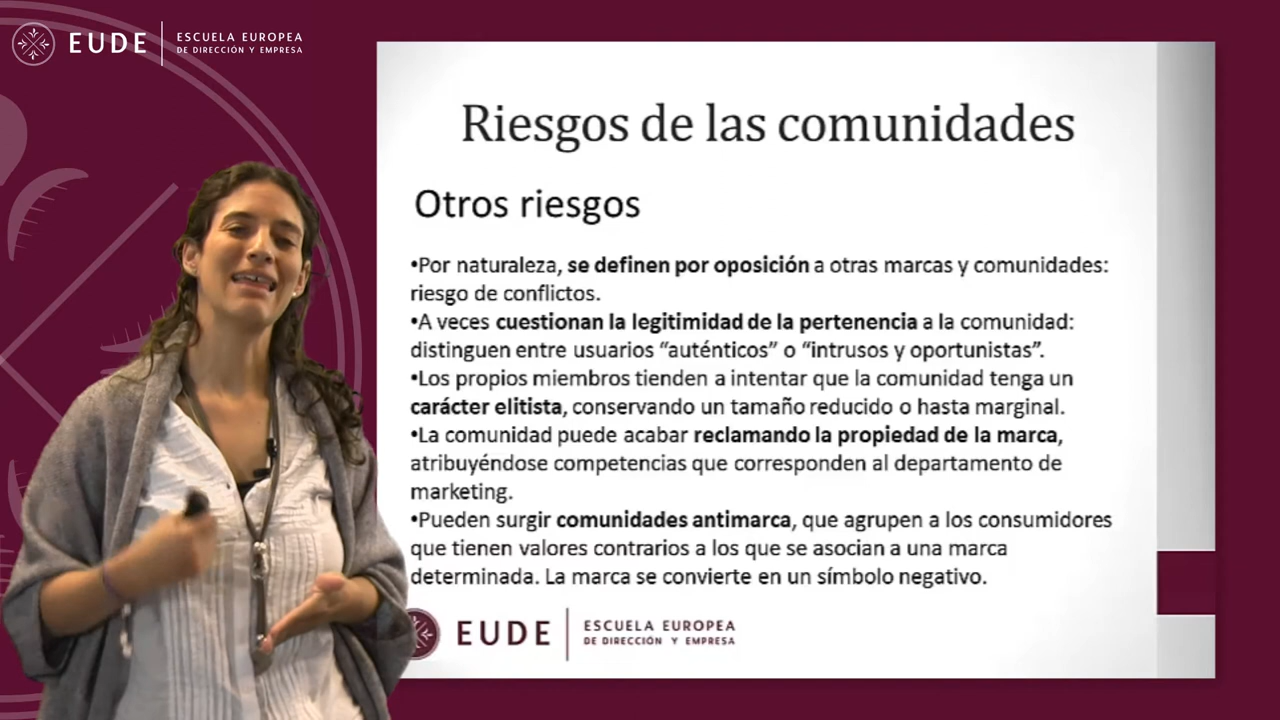 EUDE
ESCUELA EUROPEA
DE DIRECCIÓN Y EMPRESA
Riesgos de las comunidades
Otros riesgos
•Por naturaleza, se definen por oposición a otras marcas y comunidades:
riesgo de conflictos.
•A veces cuestionan la legitimidad de la pertenencia a la comunidad:
distinguen entre usuarios “auténticos” o “intrusos y oportunistas”.
•Los propios miembros tienden a intentar que la comunidad tenga un
carácter elitista, conservando un tamaño reducido o hasta marginal.
•La comunidad puede acabar reclamando la propiedad de la marca,
atribuyéndose competencias que corresponden al departamento de
marketing.
•Pueden surgir comunidades antimarca, que agrupen a los consumidores
que tienen valores contrarios a los que se asocian a una marca
determinada. La marca se convierte en un símbolo negativo.
EUDE
ESCUELA EUROPEA
DE DIRECCIÓN Y EMPRESA